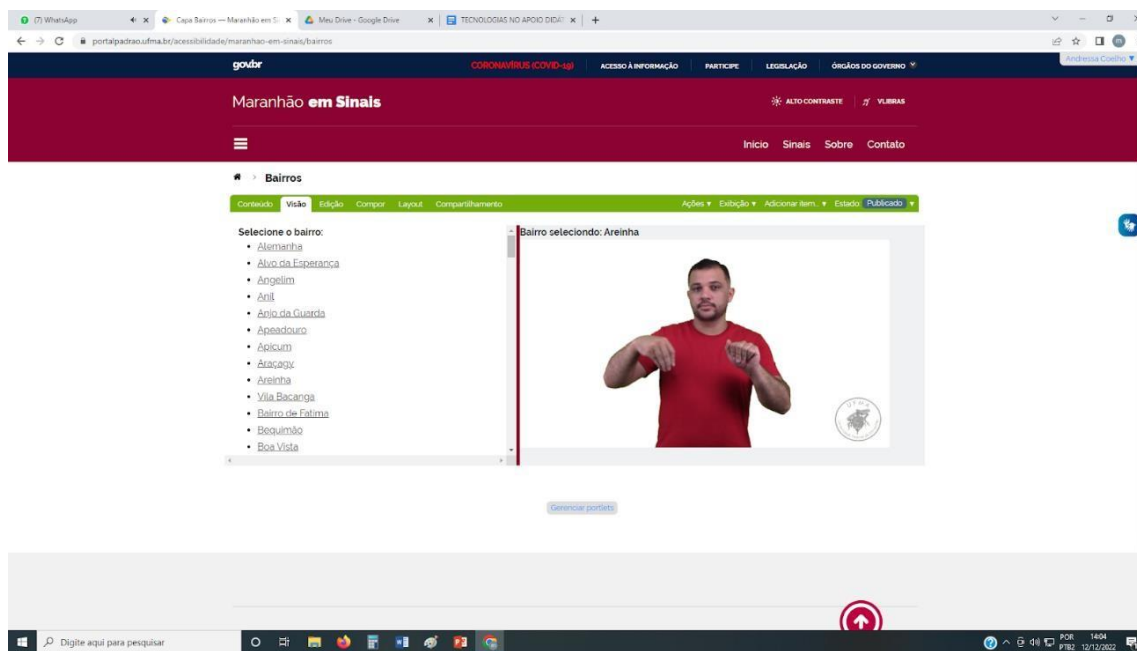 (7) WhatsApp
Capa Bairros — Maranhão em S
Meu Drive - Google Drive
TECNOLOGIAS NO APOIO DIDÁT
portalpadrao.ufma.br/acessibilidade/maranhao-em-sinais/bairros
govbr
CORONAVÍRUS (COVID-19)
ACESSO À INFORMAÇÃO
PARTICIPE
LEGISLAÇÃO
ÓRGÃOS DO GOVERNO
Andressa Coelho
Maranhão em Sinais
ALTO CONTRASTE
VLIBRAS
Início Sinais Sobre Contato
Bairros
Conteúdo Visão Edição Compor Layout Compartilhamento
Ações Exibição Adicionar item... Estado: Publicado
Selecione o bairro:
Alemanha
Alvo da Esperança
Angelim
Anil
Anjo da Guarda
Apeadouro
Apicum
Araçagy
Areinha
Vila Bacanga
Bairro de Fatima
Bequimão
Boa Vista
Bairro seleciondo: Areinha
UFMA
Gerenciar portlets
Digite aqui para pesquisar
POR
PTB2
14:04
12/12/2022